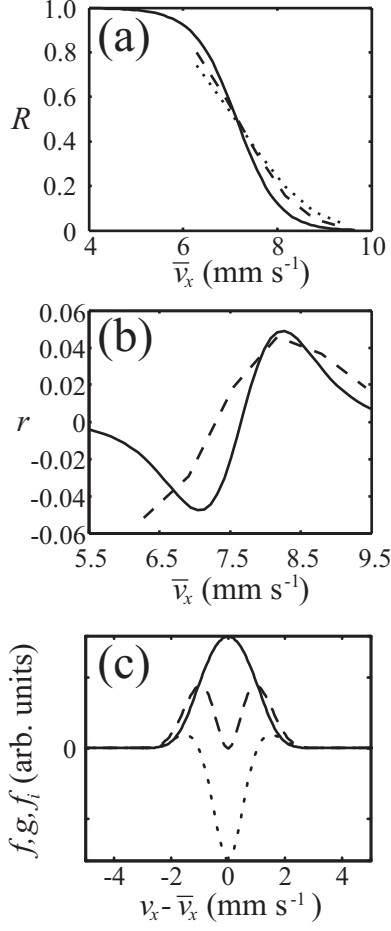 (a)
1.0
0.8
0.6
0.4
0.2
0
R
4 6 8 10
v̅ₓ (mm s⁻¹)
(b)
0.06
0.04
0.02
0
-0.02
-0.04
-0.06
r
5.5 6.5 7.5 8.5 9.5
v̅ₓ (mm s⁻¹)
(c)
0
f,g,fᵢ (arb. units)
-4 -2 0 2 4
vₓ- v̅ₓ (mm s⁻¹)